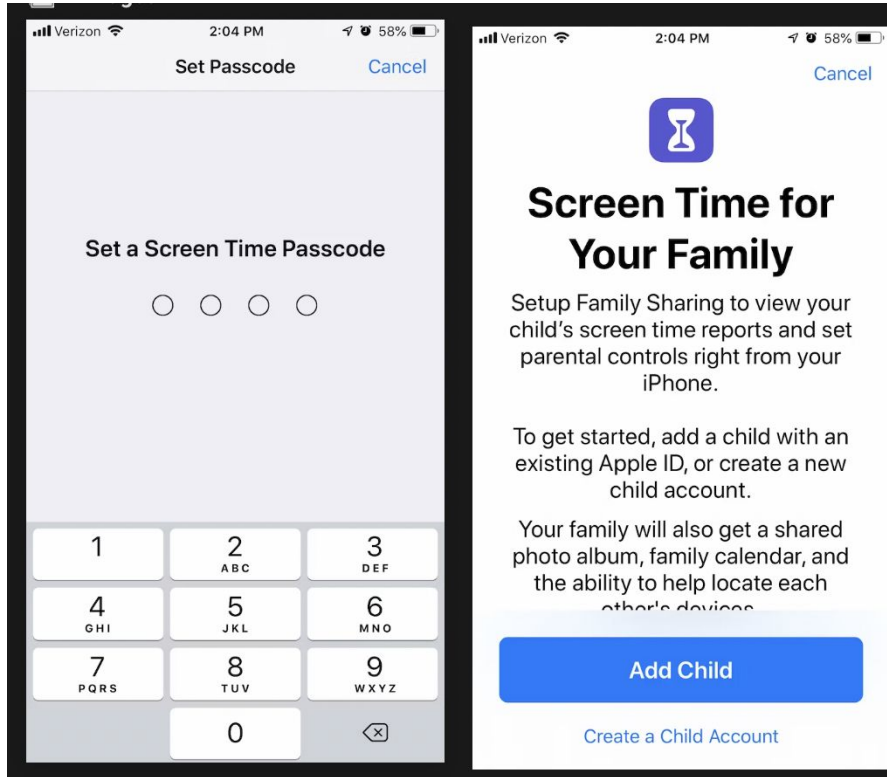 Verizon 2:04 PM 58%
Set Passcode Cancel
Set a Screen Time Passcode
1 2 3
ABC DEF
4 5 6
GHI JKL MNO
7 8 9
PQRS TUV WXYZ
0
Verizon 2:04 PM 58%
Cancel
Screen Time for
Your Family
Setup Family Sharing to view your
child's screen time reports and set
parental controls right from your
iPhone.
To get started, add a child with an
existing Apple ID, or create a new
child account.
Your family will also get a shared
photo album, family calendar, and
the ability to help locate each
other's devices
Add Child
Create a Child Account